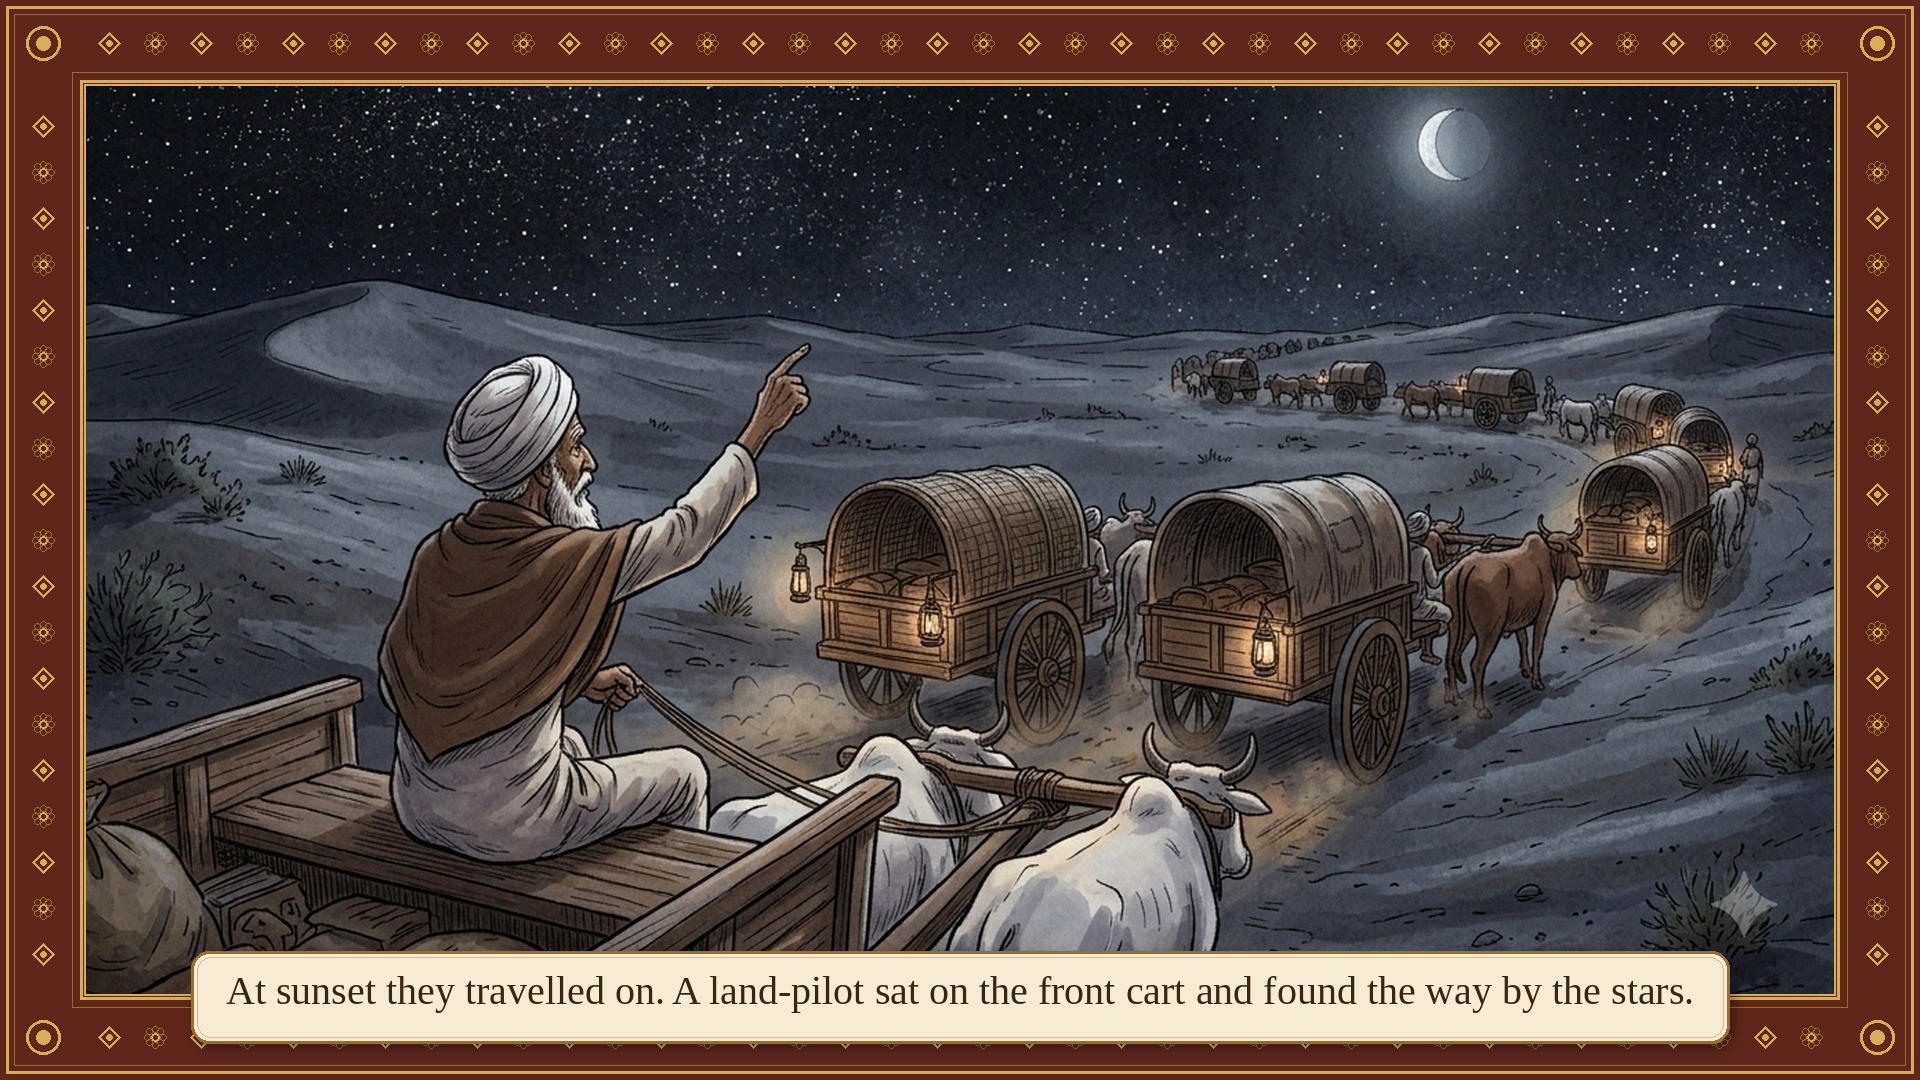 At sunset they travelled on. A land-pilot sat on the front cart and found the way by the stars.